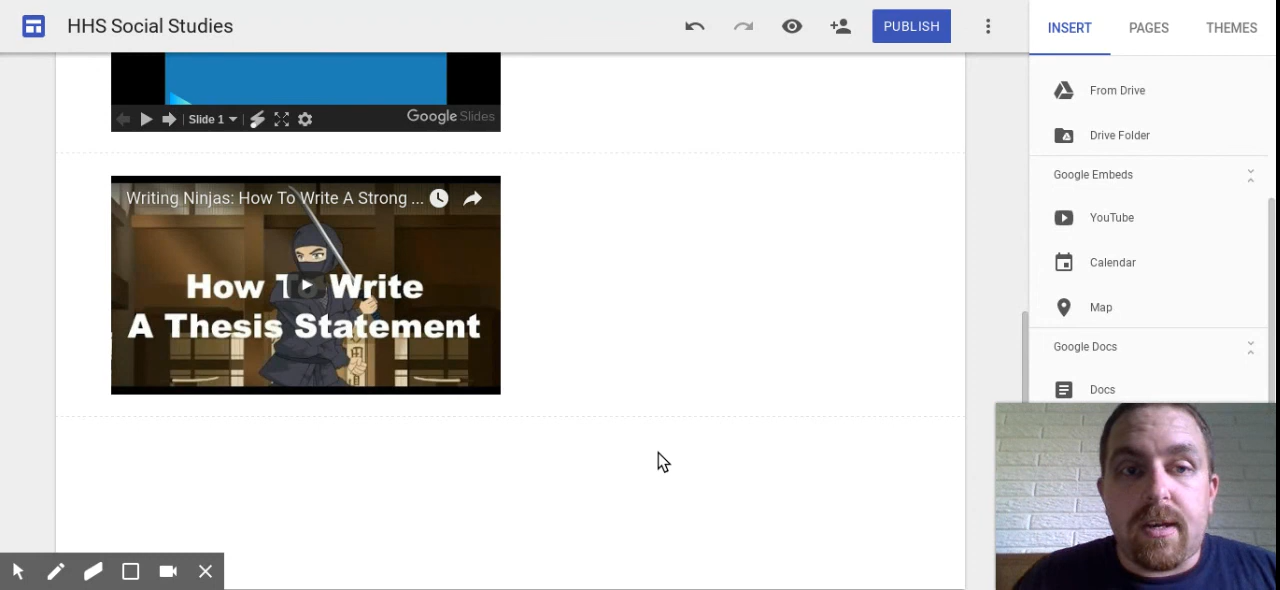 HHS Social Studies
PUBLISH
INSERT
PAGES
THEMES
From Drive
Drive Folder
Google Embeds
YouTube
Calendar
Map
Google Docs
Docs
Slide 1
Google Slides
Writing Ninjas: How To Write A Strong ...
How To Write
A Thesis Statement